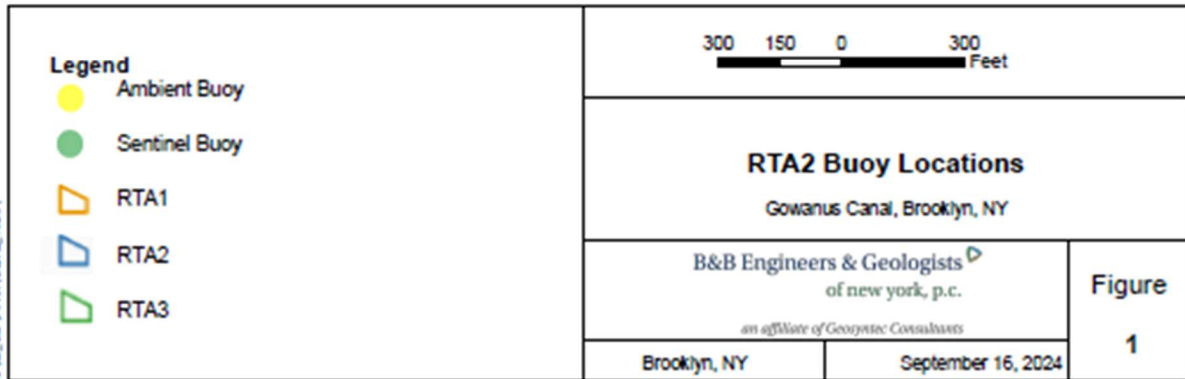 Legend
Ambient Buoy
Sentinel Buoy
RTA1
RTA2
RTA3
300 150 0 300
Feet
RTA2 Buoy Locations
Gowanus Canal, Brooklyn, NY
B&B Engineers & Geologists
of new york, p.c.
an affiliate of Geosyntec Consultants
Brooklyn, NY
September 16, 2024
Figure
1